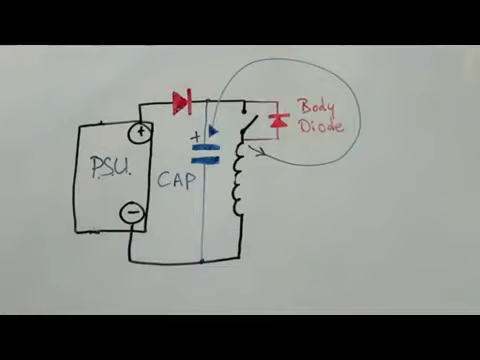 +
P.S.U.
−
+
CAP
Body
Diode